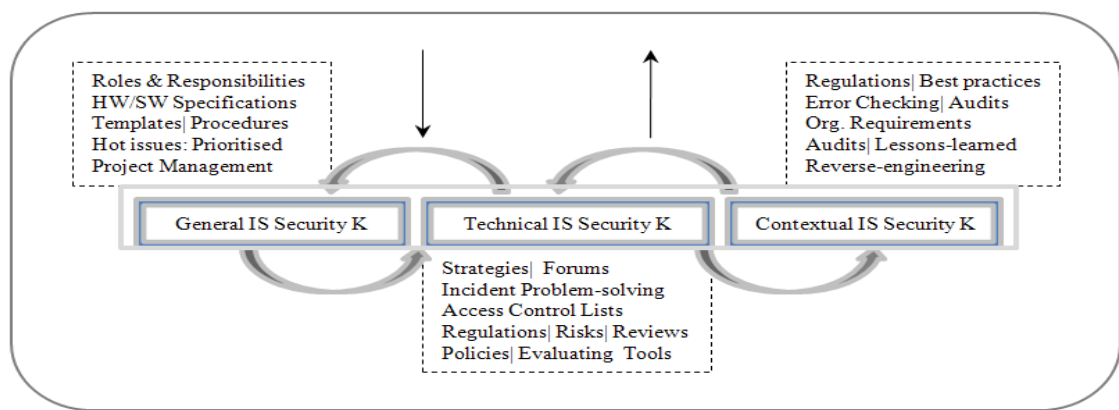 Roles & Responsibilities
HW/SW Specifications
Templates| Procedures
Hot issues: Prioritised
Project Management
Regulations| Best practices
Error Checking| Audits
Org. Requirements
Audits| Lessons-learned
Reverse-engineering
General IS Security K
Technical IS Security K
Contextual IS Security K
Strategies| Forums
Incident Problem-solving
Access Control Lists
Regulations| Risks| Reviews
Policies| Evaluating Tools